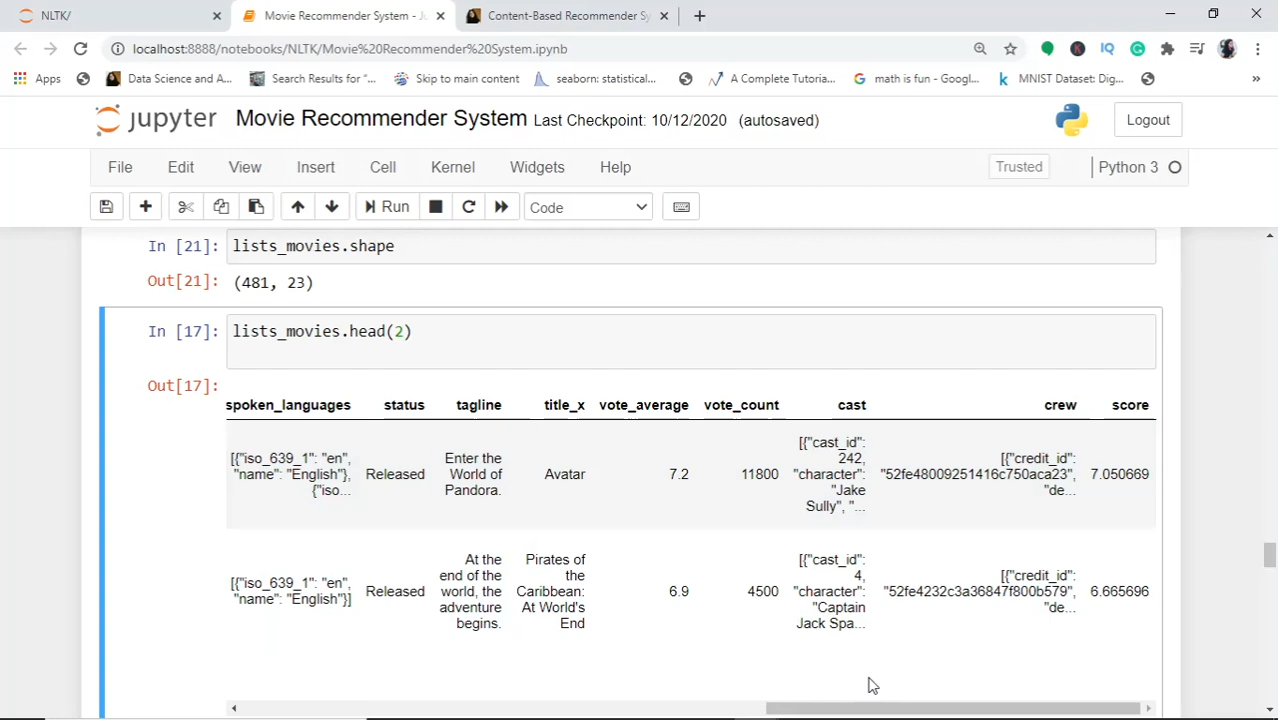 NLTK/
Movie Recommender System - Ju
Content-Based Recommender Sy
localhost:8888/notebooks/NLTK/Movie%20Recommender%20System.ipynb
Apps
Data Science and A...
Search Results for "...
Skip to main content
seaborn: statistical...
A Complete Tutoria...
math is fun - Googl...
MNIST Dataset: Dig...
»
jupyter
Movie Recommender System Last Checkpoint: 10/12/2020 (autosaved)
Logout
File Edit View Insert Cell Kernel Widgets Help
Trusted
Python 3
Run
Code
In [21]: lists_movies.shape
Out[21]: (481, 23)
In [17]: lists_movies.head(2)
Out[17]:
spoken_languages status tagline title_x vote_average vote_count cast crew score
[{"iso_639_1": "en",
"name": "English"},
{"iso...
Released
Enter the
World of
Pandora.
Avatar
7.2
11800
[{"cast_id":
242,
"character":
"Jake
Sully", "...
[{"credit_id":
"52fe48009251416c750aca23",
"de...
7.050669
[{"iso_639_1": "en",
"name": "English"}]
Released
At the
end of the
world, the
adventure
begins.
Pirates of
the
Caribbean:
At World's
End
6.9
4500
[{"cast_id":
4,
"character":
"Captain
Jack Spa...
[{"credit_id":
"52fe4232c3a36847f800b579",
"de...
6.665696